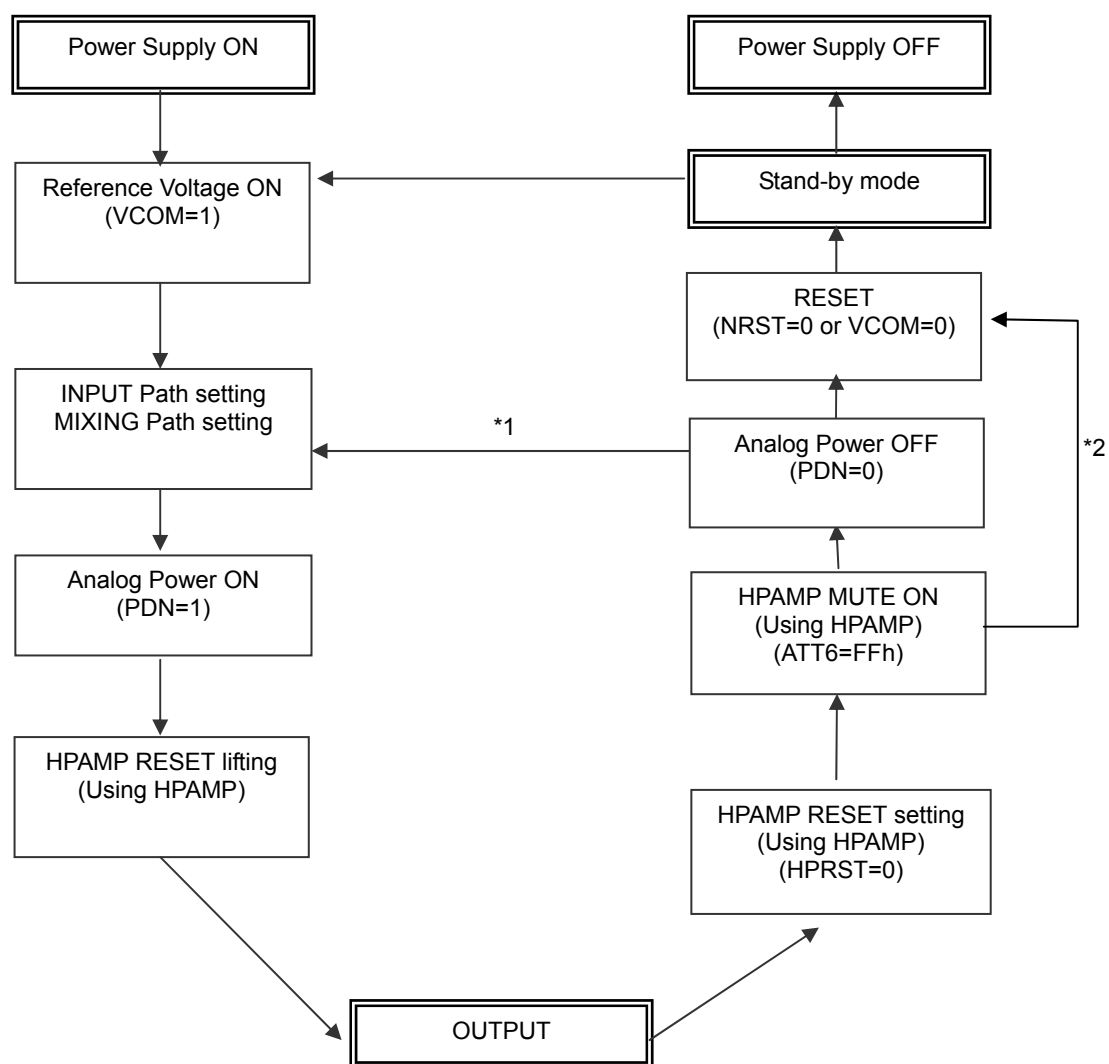 Power Supply ON
Power Supply OFF
Reference Voltage ON
(VCOM=1)
Stand-by mode
RESET
(NRST=0 or VCOM=0)
INPUT Path setting
MIXING Path setting
*1
Analog Power OFF
(PDN=0)
*2
Analog Power ON
(PDN=1)
HPAMP MUTE ON
(Using HPAMP)
(ATT6=FFh)
HPAMP RESET lifting
(Using HPAMP)
HPAMP RESET setting
(Using HPAMP)
(HPRST=0)
OUTPUT